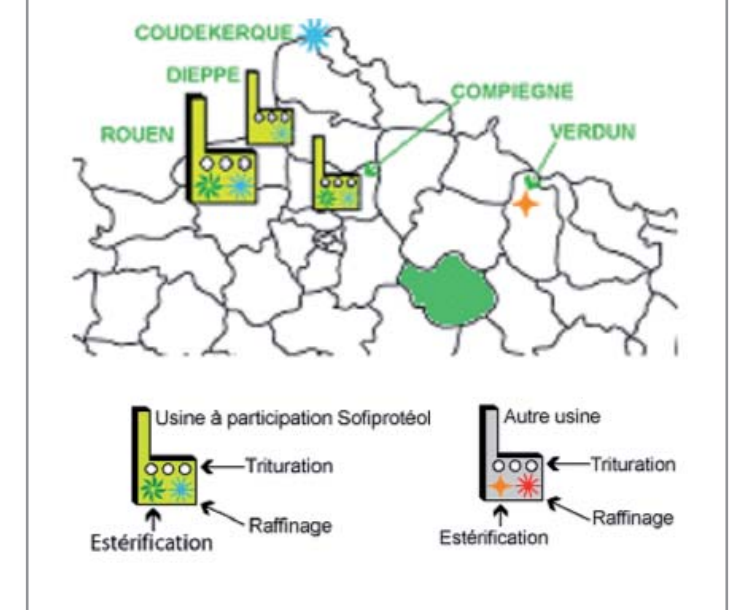 COUDEKERQUE
DIEPPE
COMPIEGNE
ROUEN
VERDUN
Usine à participation Sofiprotéol
Trituration
Raffinage
Estérification
Autre usine
Trituration
Raffinage
Estérification